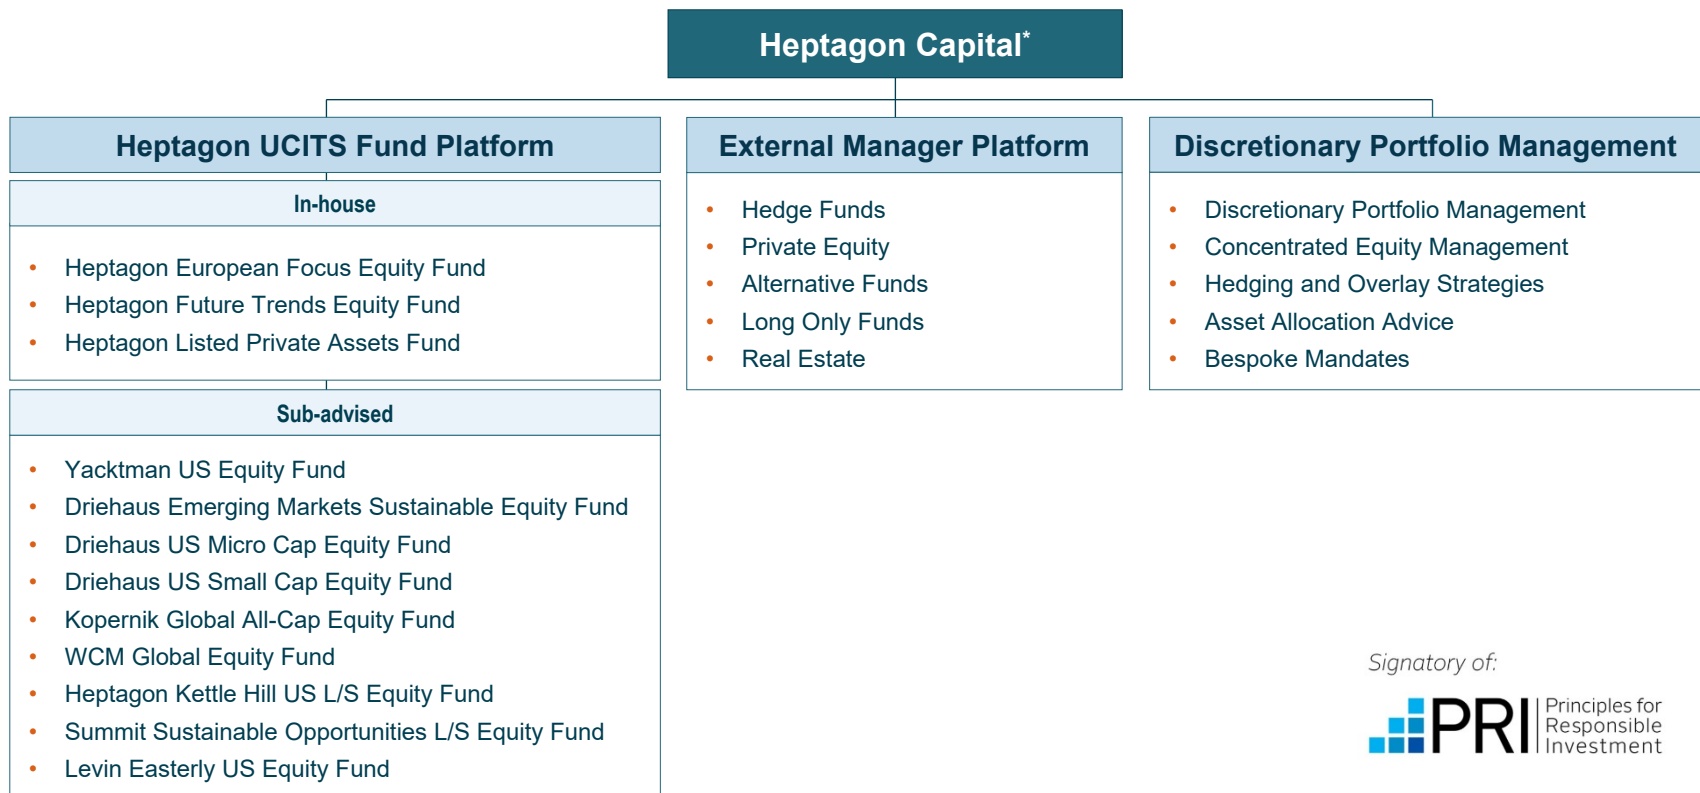 Heptagon Capital*
Heptagon UCITS Fund Platform
In-house
• Heptagon European Focus Equity Fund
• Heptagon Future Trends Equity Fund
• Heptagon Listed Private Assets Fund
Sub-advised
• Yacktman US Equity Fund
• Driehaus Emerging Markets Sustainable Equity Fund
• Driehaus US Micro Cap Equity Fund
• Driehaus US Small Cap Equity Fund
• Kopernik Global All-Cap Equity Fund
• WCM Global Equity Fund
• Heptagon Kettle Hill US L/S Equity Fund
• Summit Sustainable Opportunities L/S Equity Fund
• Levin Easterly US Equity Fund
External Manager Platform
• Hedge Funds
• Private Equity
• Alternative Funds
• Long Only Funds
• Real Estate
Discretionary Portfolio Management
• Discretionary Portfolio Management
• Concentrated Equity Management
• Hedging and Overlay Strategies
• Asset Allocation Advice
• Bespoke Mandates
Signatory of:
PRI
Principles for
Responsible
Investment